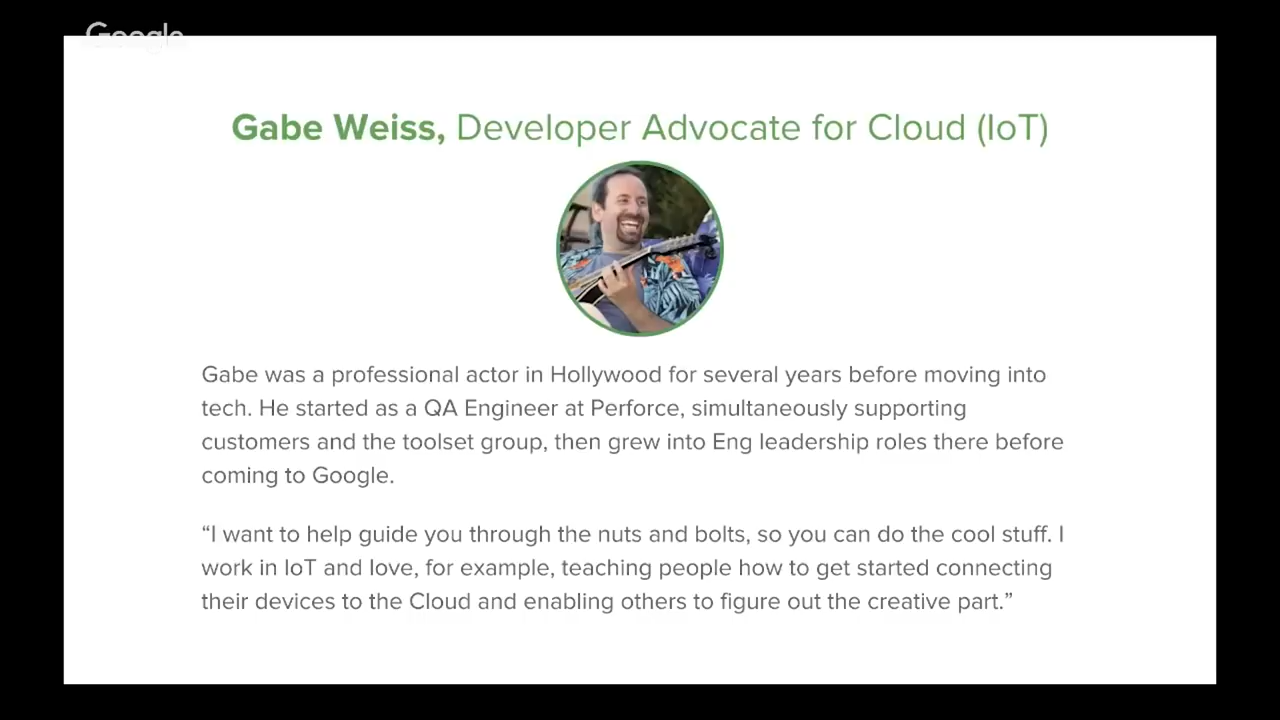 Google
Gabe Weiss, Developer Advocate for Cloud (IoT)
Gabe was a professional actor in Hollywood for several years before moving into
tech. He started as a QA Engineer at Perforce, simultaneously supporting
customers and the toolset group, then grew into Eng leadership roles there before
coming to Google.
“I want to help guide you through the nuts and bolts, so you can do the cool stuff. I
work in IoT and love, for example, teaching people how to get started connecting
their devices to the Cloud and enabling others to figure out the creative part.”